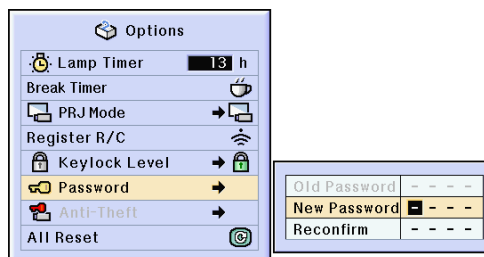 Options
Lamp Timer 13 h
Break Timer
PRJ Mode
Register R/C
Keylock Level
Password
Anti-Theft
All Reset
Old Password - - - -
New Password - - - -
Reconfirm - - - -